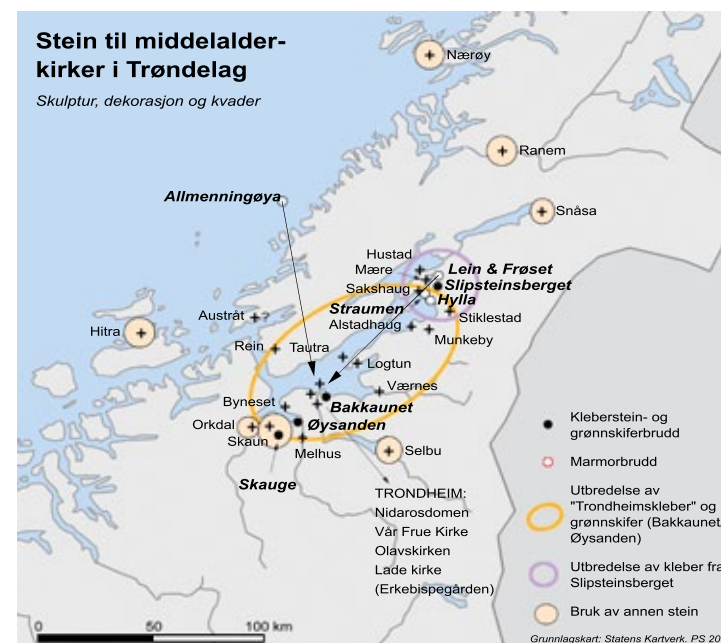 Stein til middelalder-
kirker i Trøndelag
Skulptur, dekorasjon og kvader
Nærøy
Ranem
Allmenningøya
Snåsa
Hustad
Mære
Lein & Frøset
Sakshaug
Slipsteinsberget
Hylla
Straumen
Austråt
?
Stiklestad
Alstadhaug
Hitra
Munkeby
Rein
Tautra
Logtun
Værnes
Byneset
Bakkaunet
Orkdal
Øysanden
Skaun
Melhus
Selbu
Skauge
TRONDHEIM:
Nidarosdomen
Vår Frue Kirke
Olavskirken
Lade kirke
(Erkebispegården)
Kleberstein- og
grønnskiferbrudd
Marmorbrudd
Utbredelse av
"Trondheimskleber" og
grønnskifer (Bakkaunet,
Øysanden)
Utbredelse av kleber fra
Slipsteinsberget
Bruk av annen stein
0 50 100 km
Grunnlagskart: Statens Kartverk. PS 20